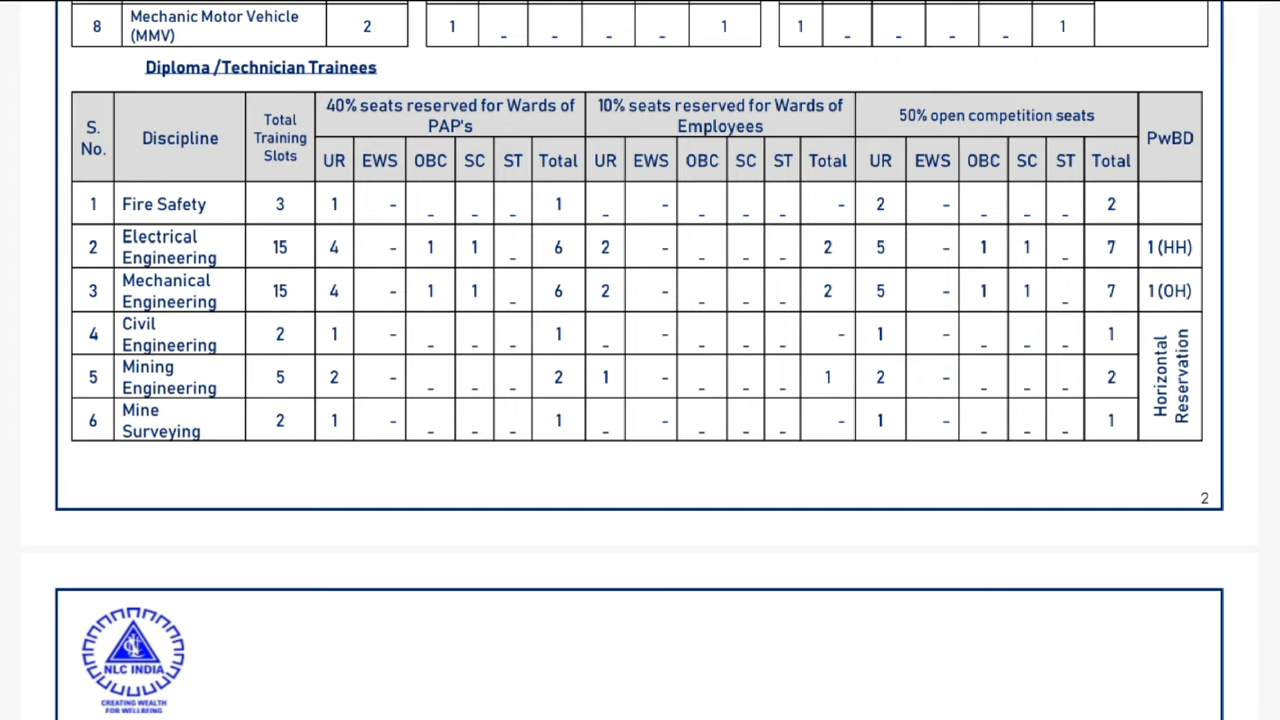 8 Mechanic Motor Vehicle (MMV) 2 1 _ _ _ _ 1 1 _ _ _ _ 1
Diploma /Technician Trainees
S. No. Discipline Total Training Slots 40% seats reserved for Wards of PAP's 10% seats reserved for Wards of Employees 50% open competition seats PwBD
UR EWS OBC SC ST Total UR EWS OBC SC ST Total UR EWS OBC SC ST Total
1 Fire Safety 3 1 - _ _ _ 1 _ - _ _ _ - 2 - _ _ _ 2
2 Electrical Engineering 15 4 - 1 1 _ 6 2 - _ _ _ 2 5 - 1 1 _ 7 1(HH)
3 Mechanical Engineering 15 4 - 1 1 _ 6 2 - _ _ _ 2 5 - 1 1 _ 7 1(OH)
4 Civil Engineering 2 1 - _ _ _ 1 _ - _ _ _ - 1 - _ _ _ 1
5 Mining Engineering 5 2 - _ _ _ 2 1 - _ _ _ 1 2 - _ _ _ 2
6 Mine Surveying 2 1 - _ _ _ 1 _ - _ _ _ - 1 - _ _ _ 1
Horizontal Reservation
2
NLC INDIA
CREATING WEALTH
FOR WELLBEING